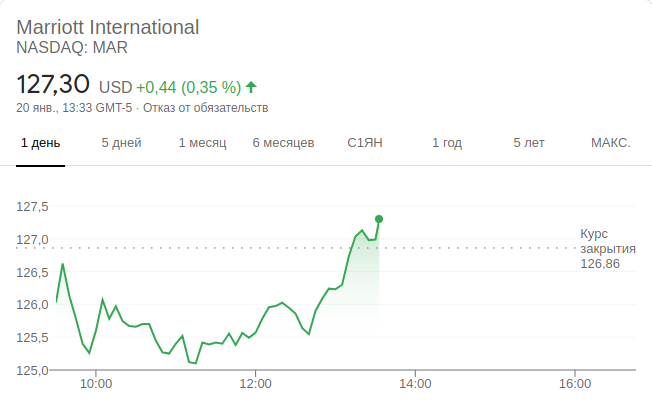 Marriott International
NASDAQ: MAR
127,30 USD +0,44 (0,35 %)
20 янв., 13:33 GMT-5 · Отказ от обязательств
1 день 5 дней 1 месяц 6 месяцев С1ЯН 1 год 5 лет МАКС.
127,5
127,0
126,5
126,0
125,5
125,0
Курс
закрытия
126,86
10:00 12:00 14:00 16:00